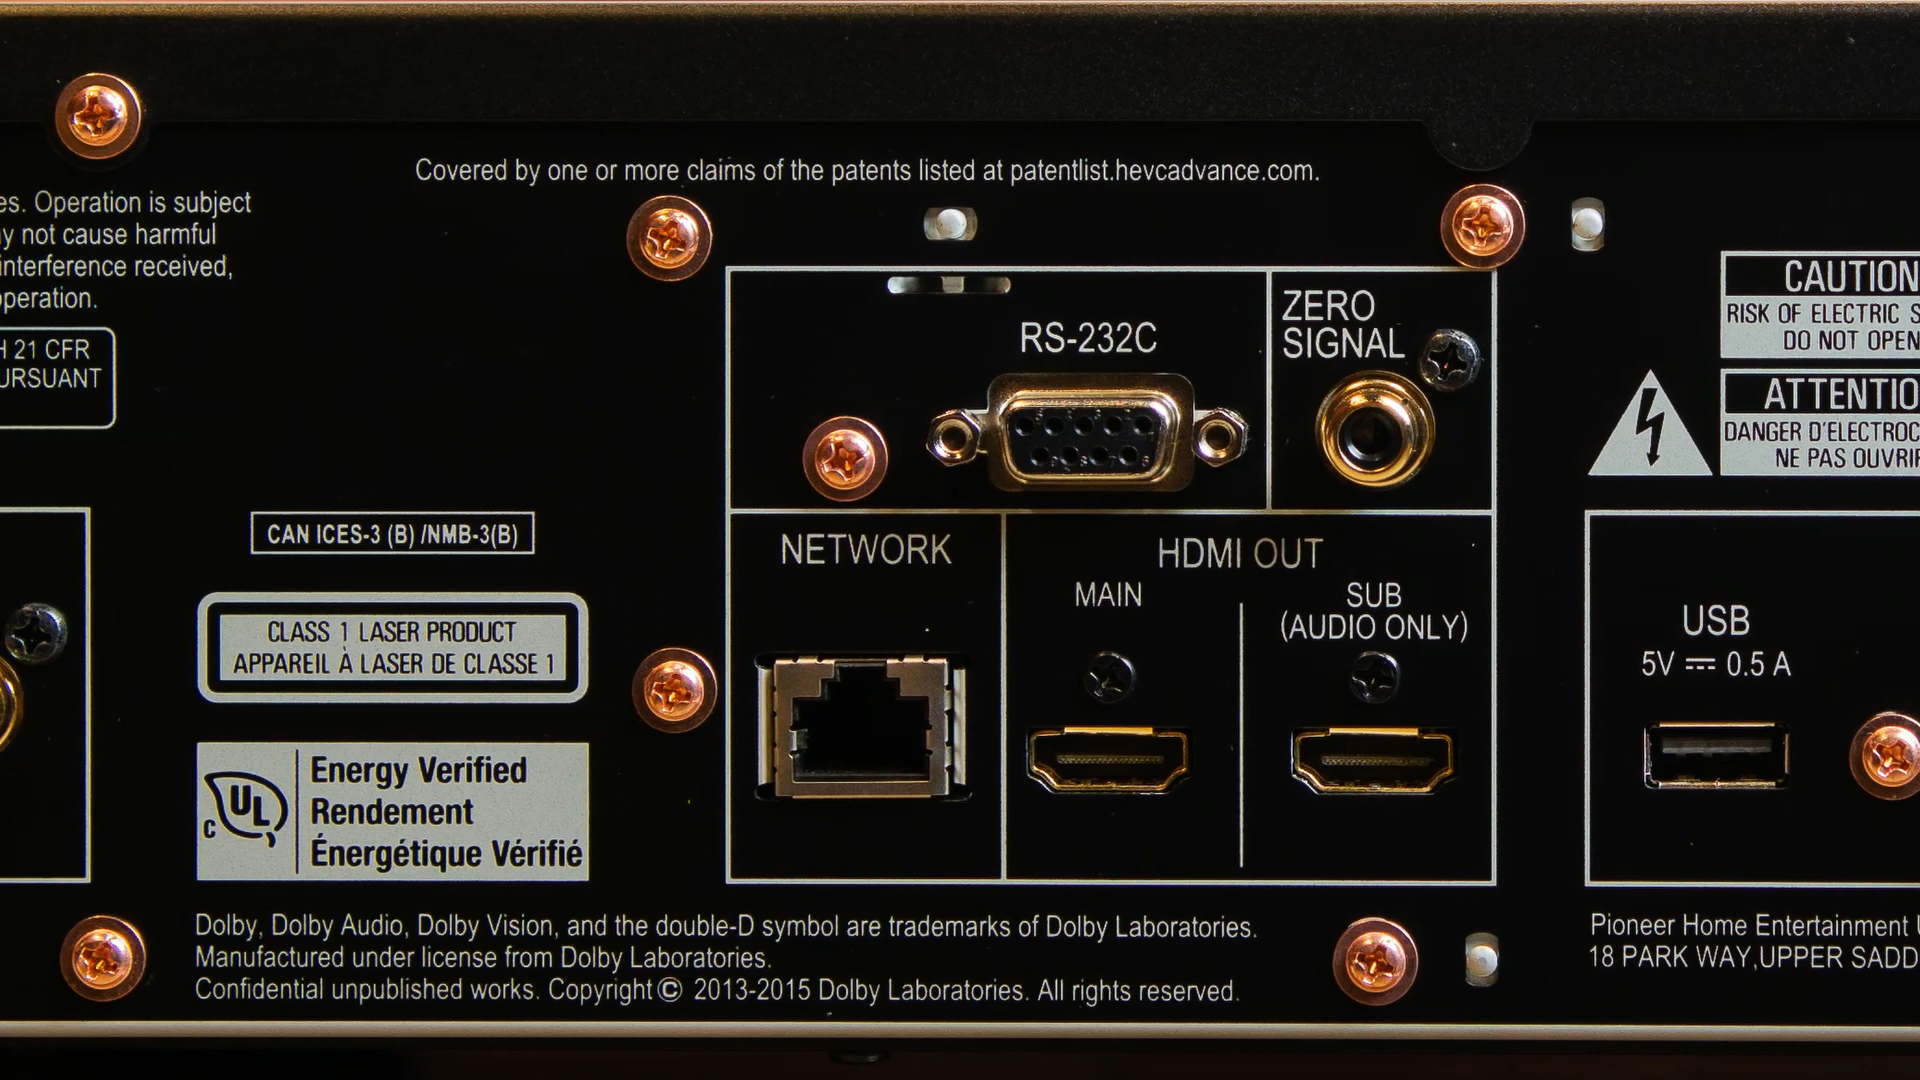 Covered by one or more claims of the patents listed at patentlist.hevcadvance.com.
es. Operation is subject
y not cause harmful
interference received,
operation.
H 21 CFR
URSUANT
CAN ICES-3 (B) /NMB-3(B)
CLASS 1 LASER PRODUCT
APPAREIL À LASER DE CLASSE 1
C UL
Energy Verified
Rendement
Énergétique Vérifié
RS-232C
ZERO
SIGNAL
NETWORK
HDMI OUT
MAIN
SUB
(AUDIO ONLY)
CAUTION
RISK OF ELECTRIC S
DO NOT OPEN
ATTENTIO
DANGER D'ELECTROC
NE PAS OUVRIR
USB
5V ⎓ 0.5 A
Dolby, Dolby Audio, Dolby Vision, and the double-D symbol are trademarks of Dolby Laboratories.
Manufactured under license from Dolby Laboratories.
Confidential unpublished works. Copyright © 2013-2015 Dolby Laboratories. All rights reserved.
Pioneer Home Entertainment U
18 PARK WAY,UPPER SADD